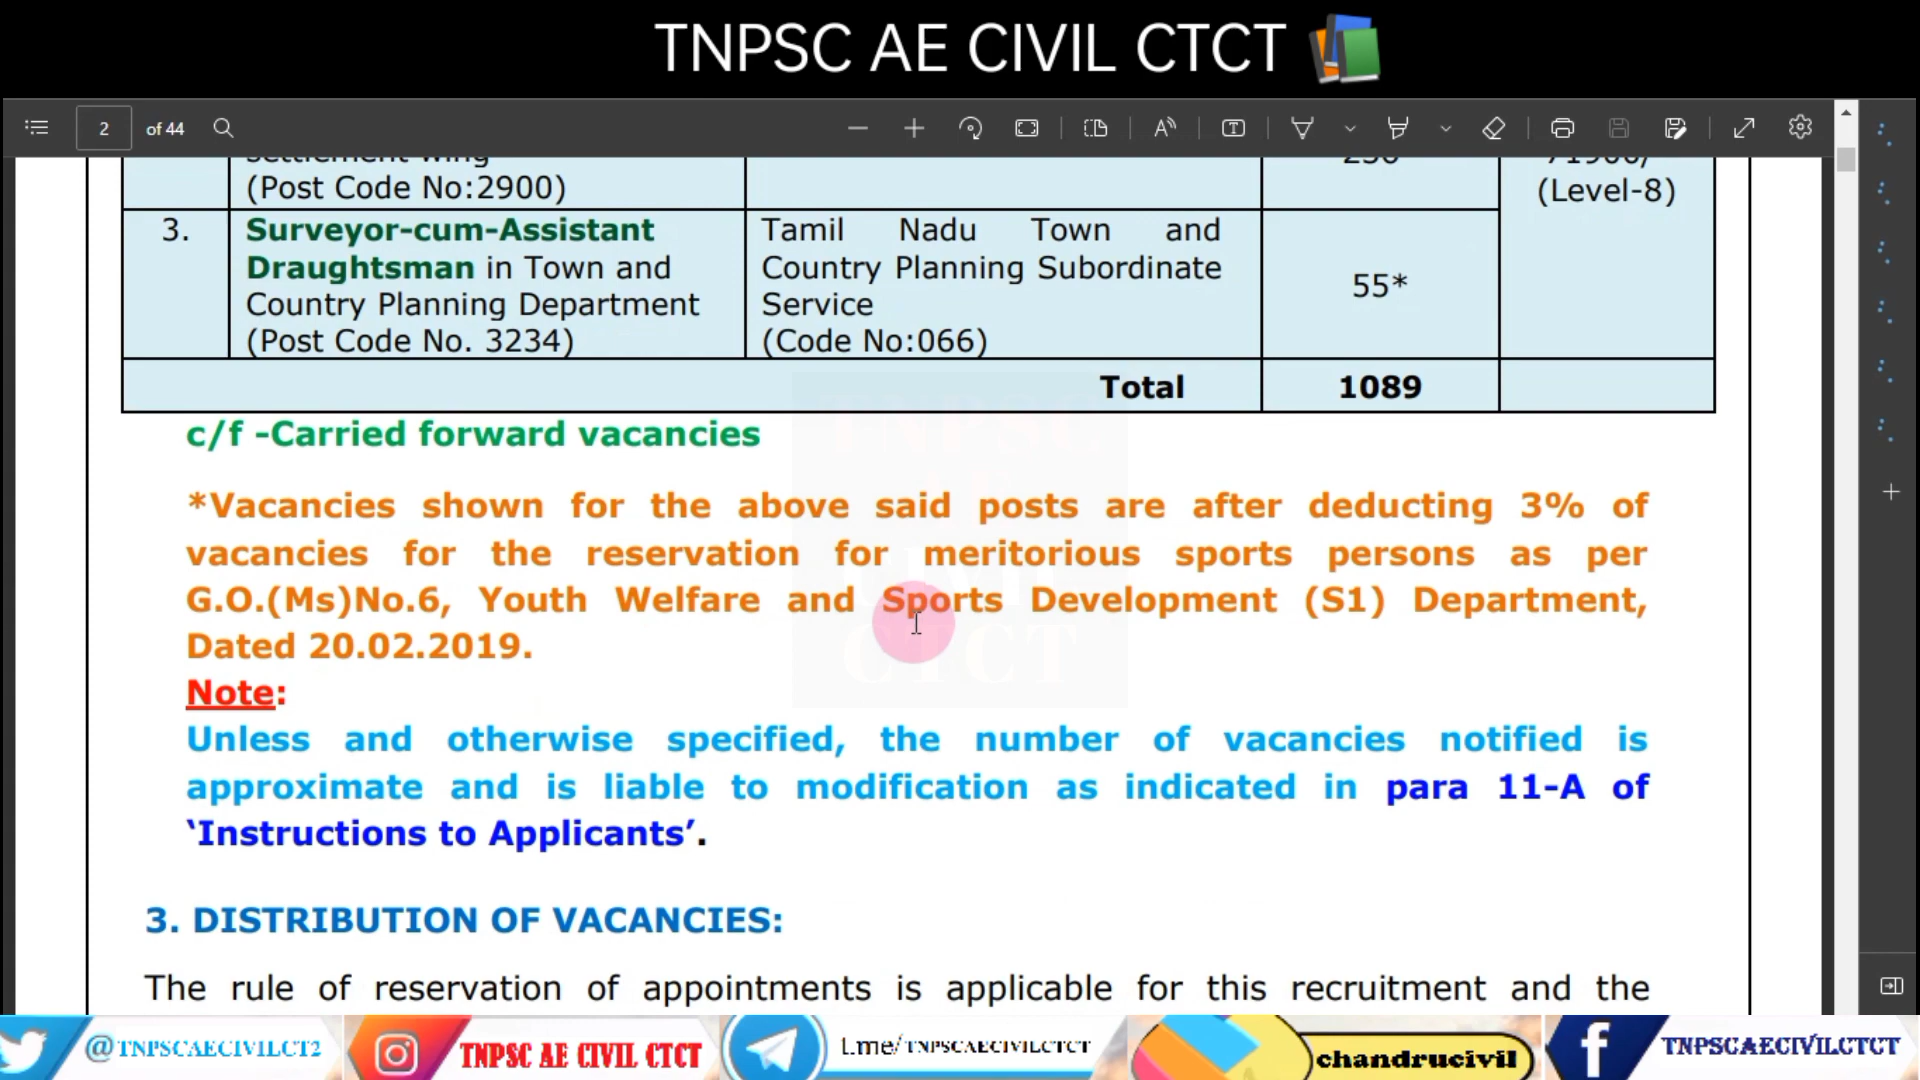 TNPSC AE CIVIL CTCT
2 of 44
Settlement wing
(Post Code No:2900)
(Level-8)
3. Surveyor-cum-Assistant Draughtsman in Town and Country Planning Department (Post Code No. 3234)
Tamil Nadu Town and Country Planning Subordinate Service (Code No:066)
55*
Total 1089
c/f -Carried forward vacancies
*Vacancies shown for the above said posts are after deducting 3% of
vacancies for the reservation for meritorious sports persons as per
G.O.(Ms)No.6, Youth Welfare and Sports Development (S1) Department,
Dated 20.02.2019.
Note:
Unless and otherwise specified, the number of vacancies notified is
approximate and is liable to modification as indicated in para 11-A of
‘Instructions to Applicants’.
3. DISTRIBUTION OF VACANCIES:
The rule of reservation of appointments is applicable for this recruitment and the
@TNPSCAECIVILCT2
TNPSC AE CIVIL CTCT
t.me/TNPSCAECIVILCTCT
chandrucivil
TNPSCAECIVILCTCT